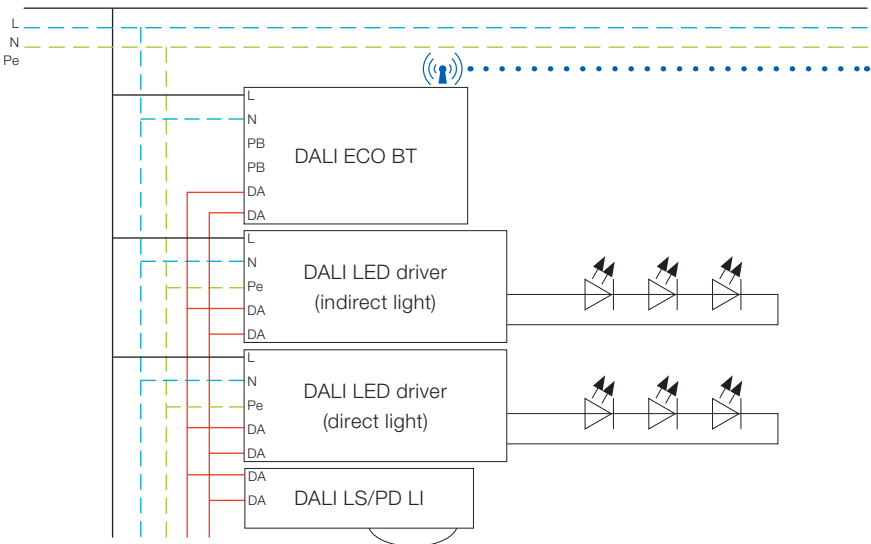 L
N
Pe
L
N
PB
PB
DA
DA
DALI ECO BT
L
N
Pe
DA
DA
DALI LED driver
(indirect light)
L
N
Pe
DA
DA
DALI LED driver
(direct light)
DA
DA
DALI LS/PD LI